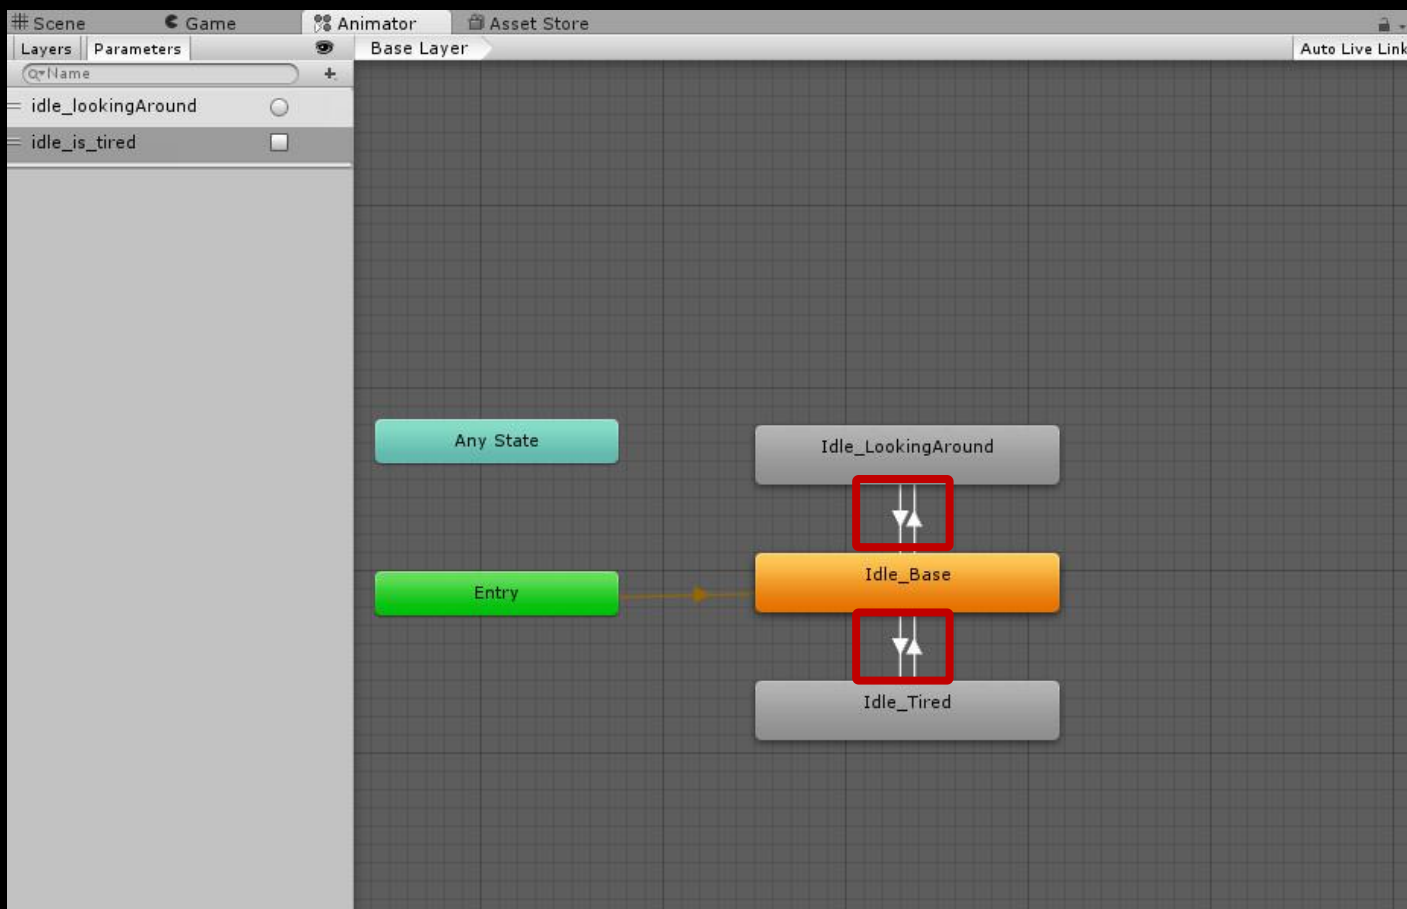 Scene Game Animator Asset Store
Layers Parameters Base Layer Auto Live Link
Name
idle_lookingAround
idle_is_tired
Any State
Idle_LookingAround
Idle_Base
Entry
Idle_Tired